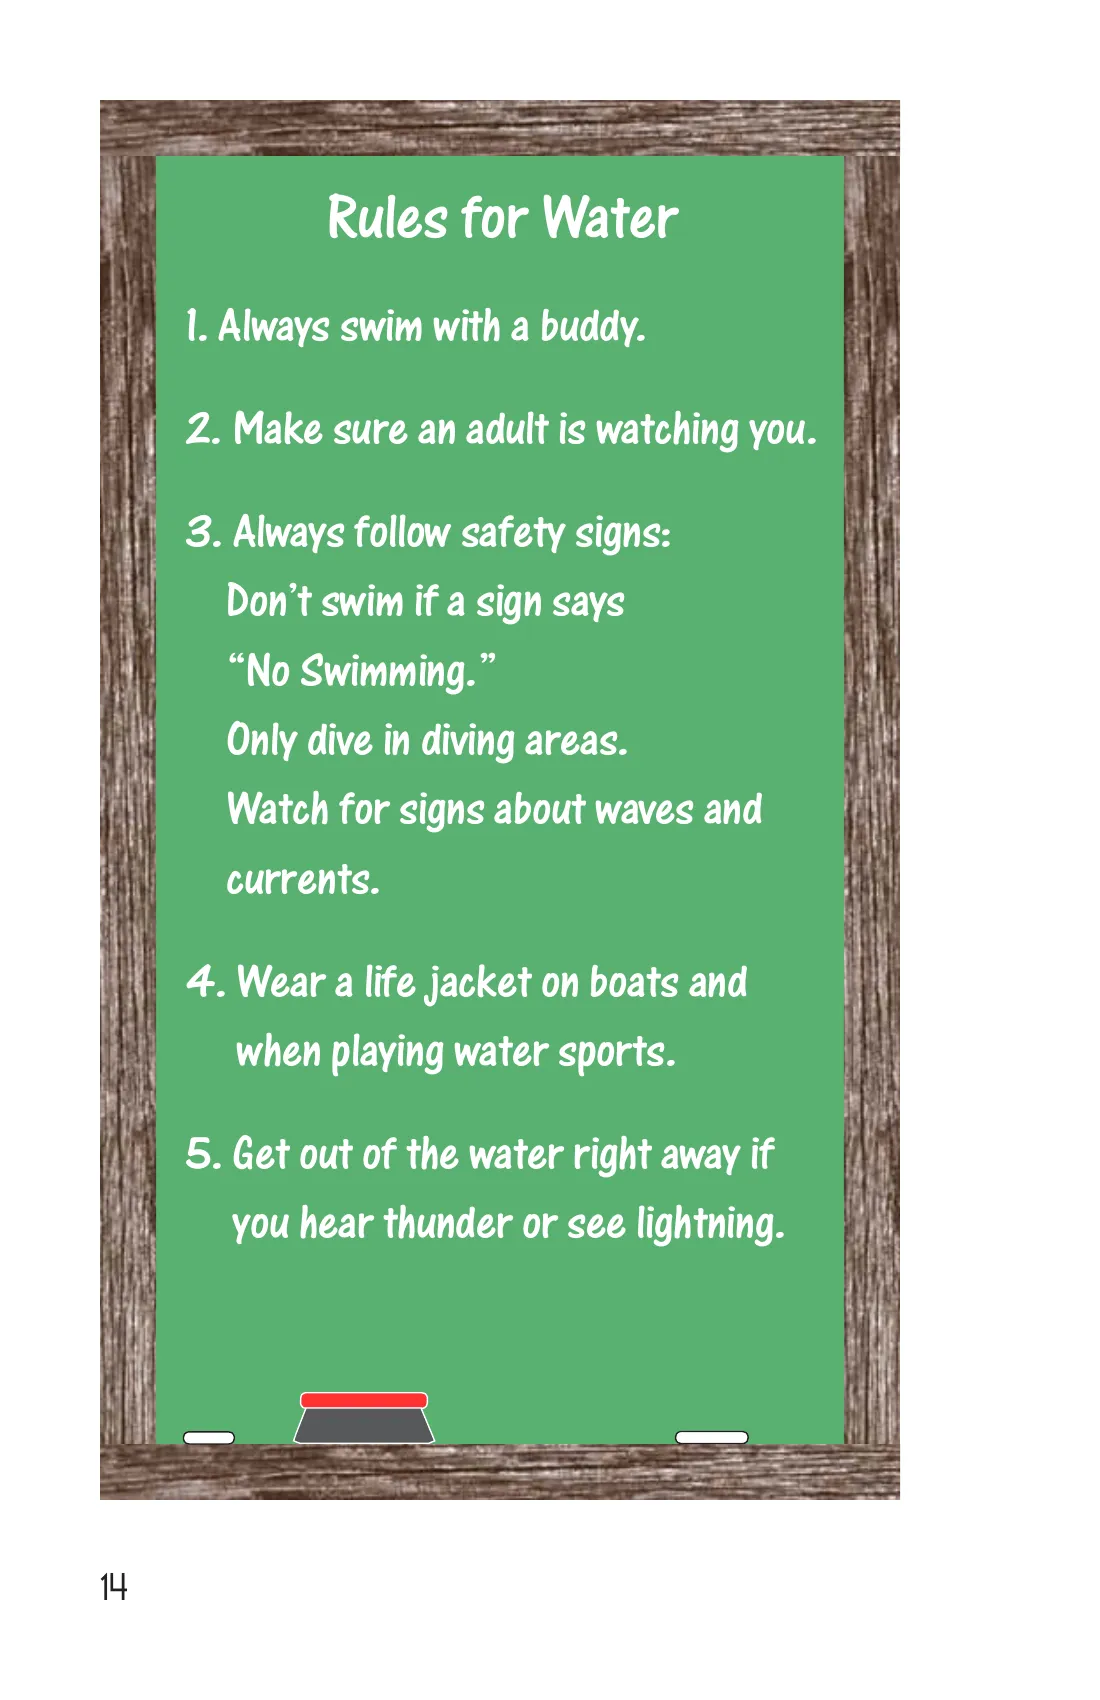 Rules for Water
1. Always swim with a buddy.
2. Make sure an adult is watching you.
3. Always follow safety signs:
Don’t swim if a sign says
“No Swimming.”
Only dive in diving areas.
Watch for signs about waves and
currents.
4. Wear a life jacket on boats and
when playing water sports.
5. Get out of the water right away if
you hear thunder or see lightning.
14